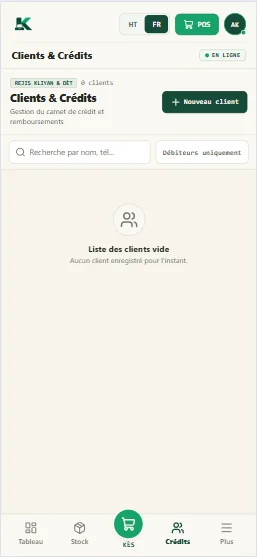 HT FR POS AK
Clients & Crédits EN LIGNE
REJIS KLIYAN & DÈT 0 clients
Clients & Crédits
Nouveau client
Gestion du carnet de crédit et
remboursements
Recherche par nom, tél... Débiteurs uniquement
Liste des clients vide
Aucun client enregistré pour l'instant.
Tableau Stock KÈS Crédits Plus